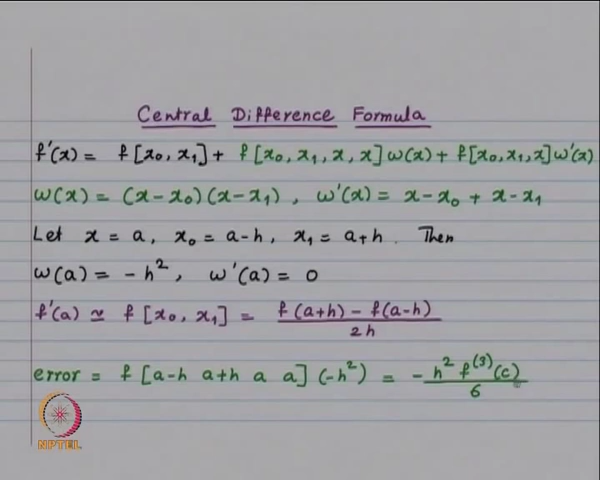 Central Difference Formula
f'(x) = f[x₀, x₁] + f[x₀, x₁, x, x] ω(x) + f[x₀, x₁, x] ω'(x)
ω(x) = (x-x₀)(x-x₁), ω'(x) = x-x₀ + x-x₁
Let x = a, x₀ = a-h, x₁ = a+h. Then
ω(a) = -h², ω'(a) = 0
f'(a) ≃ f[x₀, x₁] = f(a+h) - f(a-h) / 2h
error = f[a-h a+h a a] (-h²) = - h² f⁽³⁾(c) / 6
NPTEL